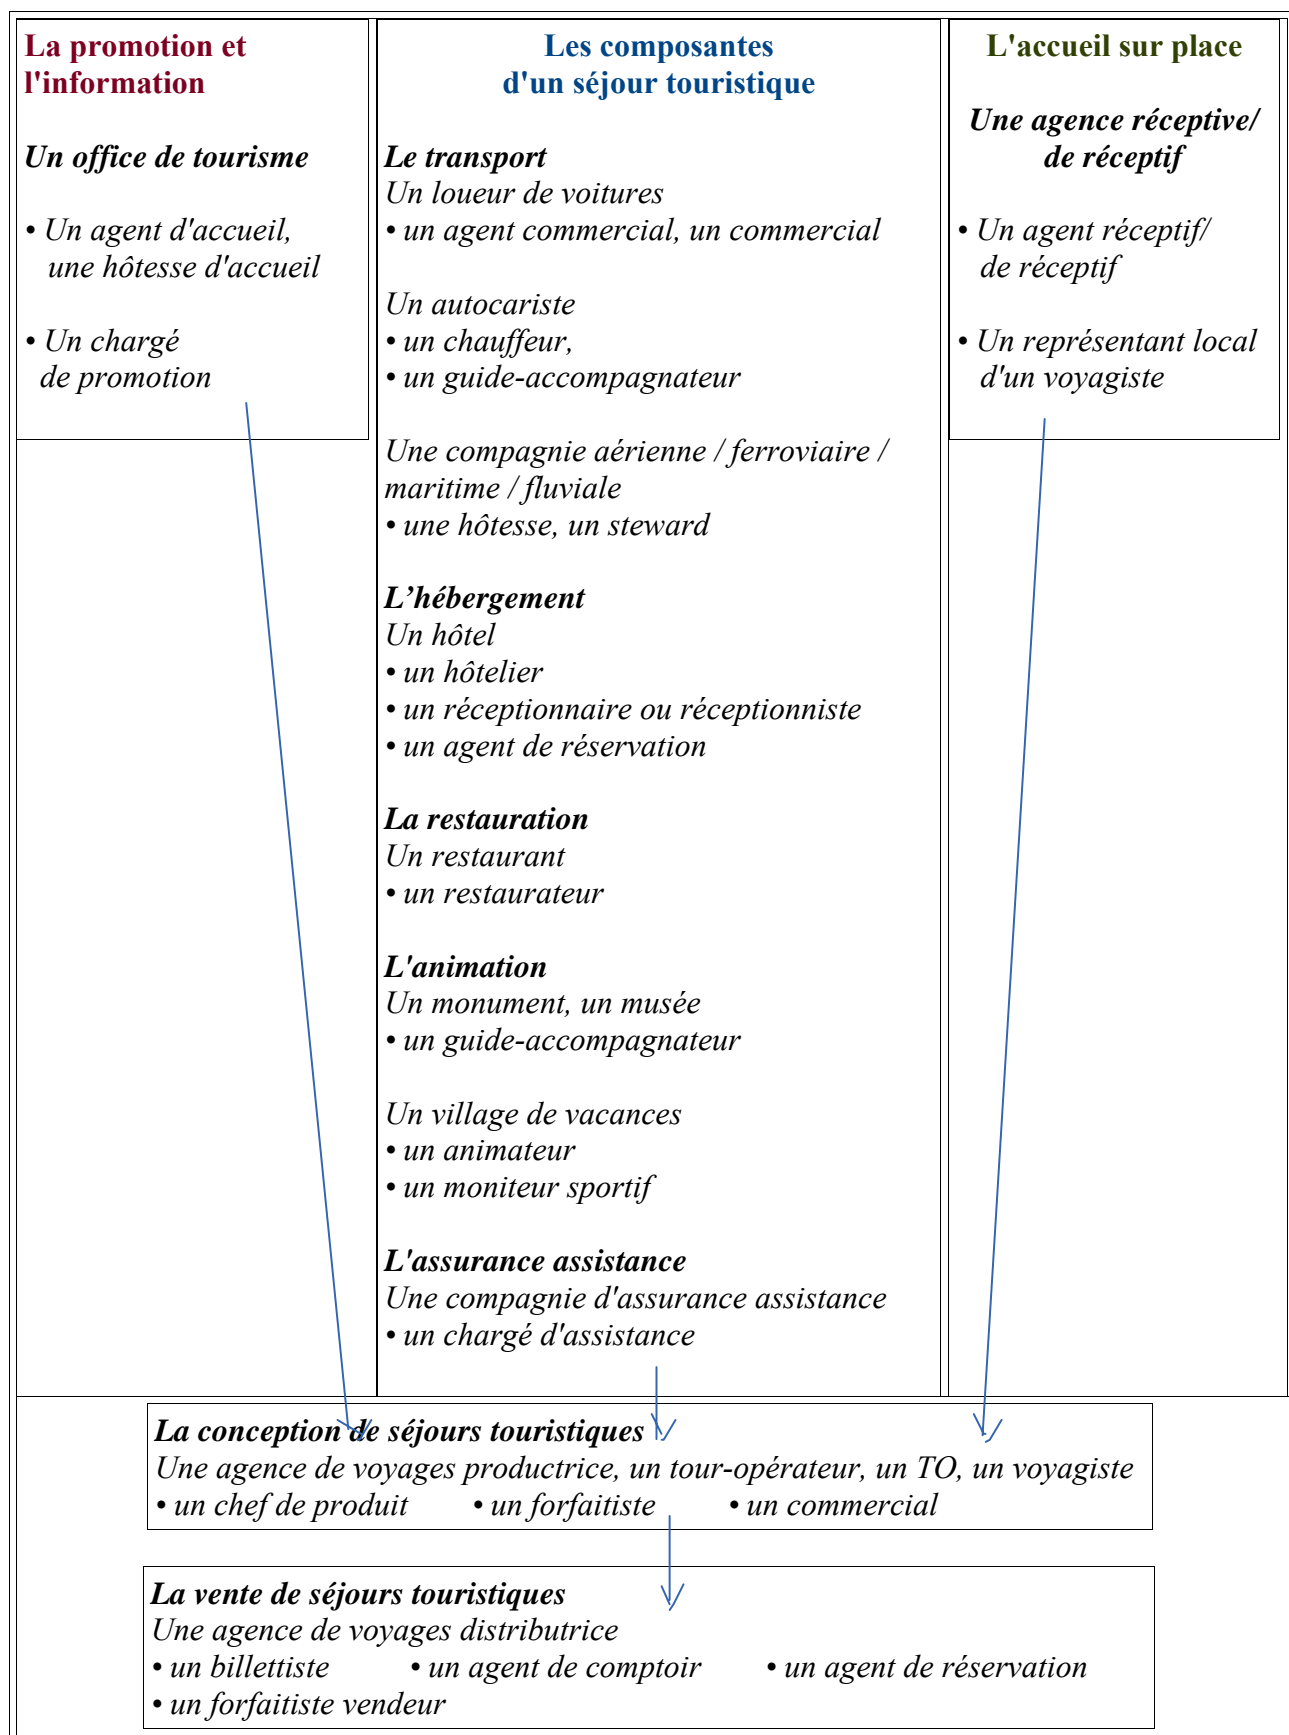 La promotion et
l'information
Un office de tourisme
• Un agent d'accueil,
une hôtesse d'accueil
• Un chargé
de promotion
Les composantes
d'un séjour touristique
Le transport
Un loueur de voitures
• un agent commercial, un commercial
Un autocariste
• un chauffeur,
• un guide-accompagnateur
Une compagnie aérienne / ferroviaire /
maritime / fluviale
• une hôtesse, un steward
L’hébergement
Un hôtel
• un hôtelier
• un réceptionnaire ou réceptionniste
• un agent de réservation
La restauration
Un restaurant
• un restaurateur
L'animation
Un monument, un musée
• un guide-accompagnateur
Un village de vacances
• un animateur
• un moniteur sportif
L'assurance assistance
Une compagnie d'assurance assistance
• un chargé d'assistance
L'accueil sur place
Une agence réceptive/
de réceptif
• Un agent réceptif/
de réceptif
• Un représentant local
d'un voyagiste
La conception de séjours touristiques
Une agence de voyages productrice, un tour-opérateur, un TO, un voyagiste
• un chef de produit • un forfaitiste • un commercial
La vente de séjours touristiques
Une agence de voyages distributrice
• un billettiste • un agent de comptoir • un agent de réservation
• un forfaitiste vendeur